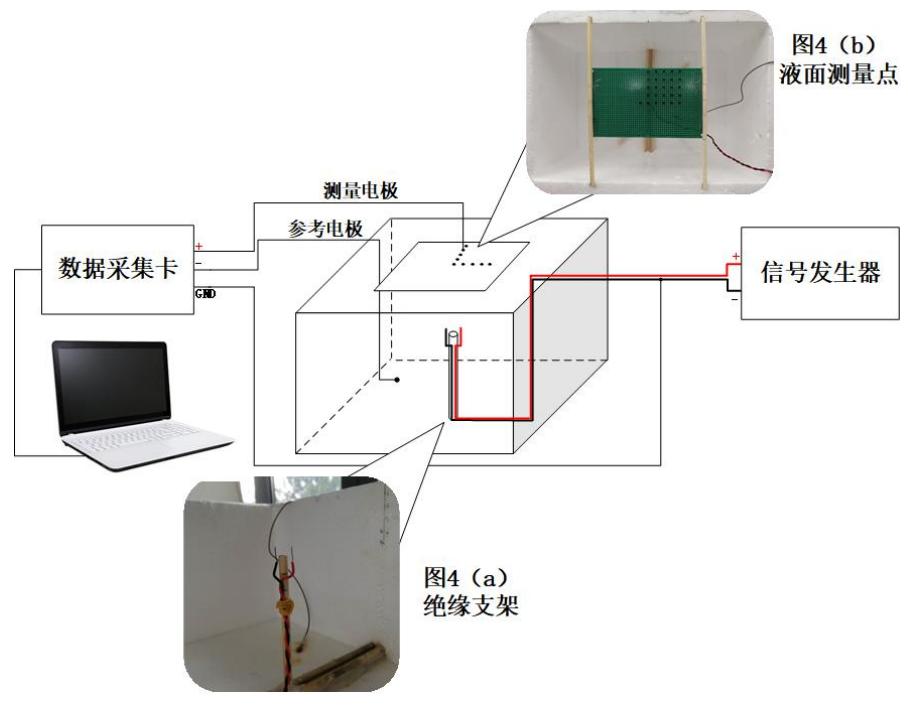 图4（b）
液面测量点
测量电极
参考电极
数据采集卡
+
−
GND
信号发生器
+
−
图4（a）
绝缘支架